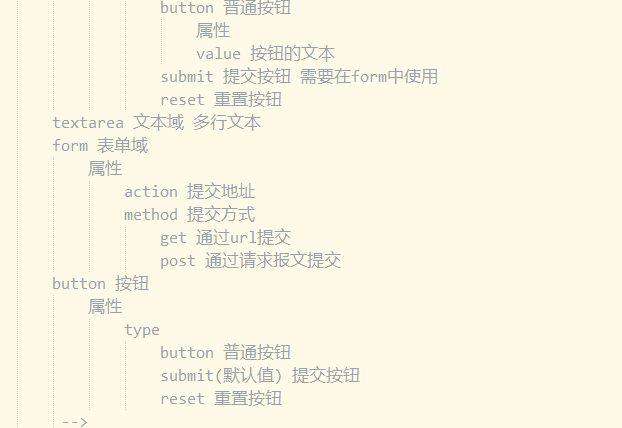 button 普通按钮
属性
value 按钮的文本
submit 提交按钮 需要在form中使用
reset 重置按钮
textarea 文本域 多行文本
form 表单域
属性
action 提交地址
method 提交方式
get 通过url提交
post 通过请求报文提交
button 按钮
属性
type
button 普通按钮
submit(默认值) 提交按钮
reset 重置按钮
-->